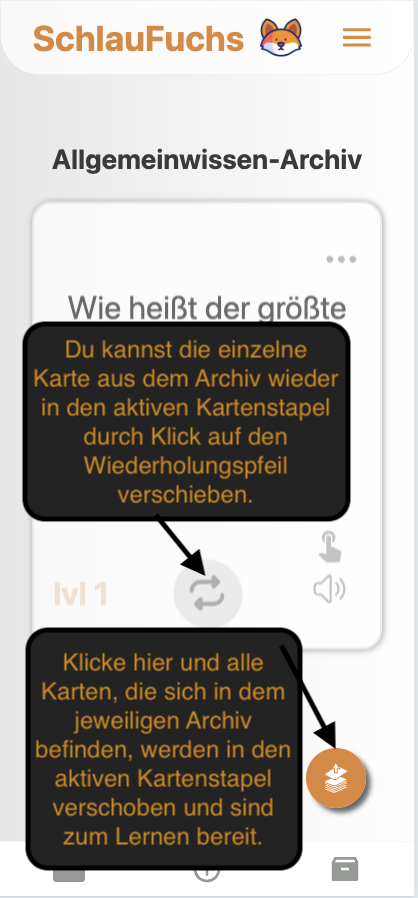 SchlauFuchs
Allgemeinwissen-Archiv
Wie heißt der größte
Du kannst die einzelne
Karte aus dem Archiv wieder
in den aktiven Kartenstapel
durch Klick auf den
Wiederholungspfeil
verschieben.
lvl 1
Klicke hier und alle
Karten, die sich in dem
jeweiligen Archiv
befinden, werden in den
aktiven Kartenstapel
verschoben und sind
zum Lernen bereit.